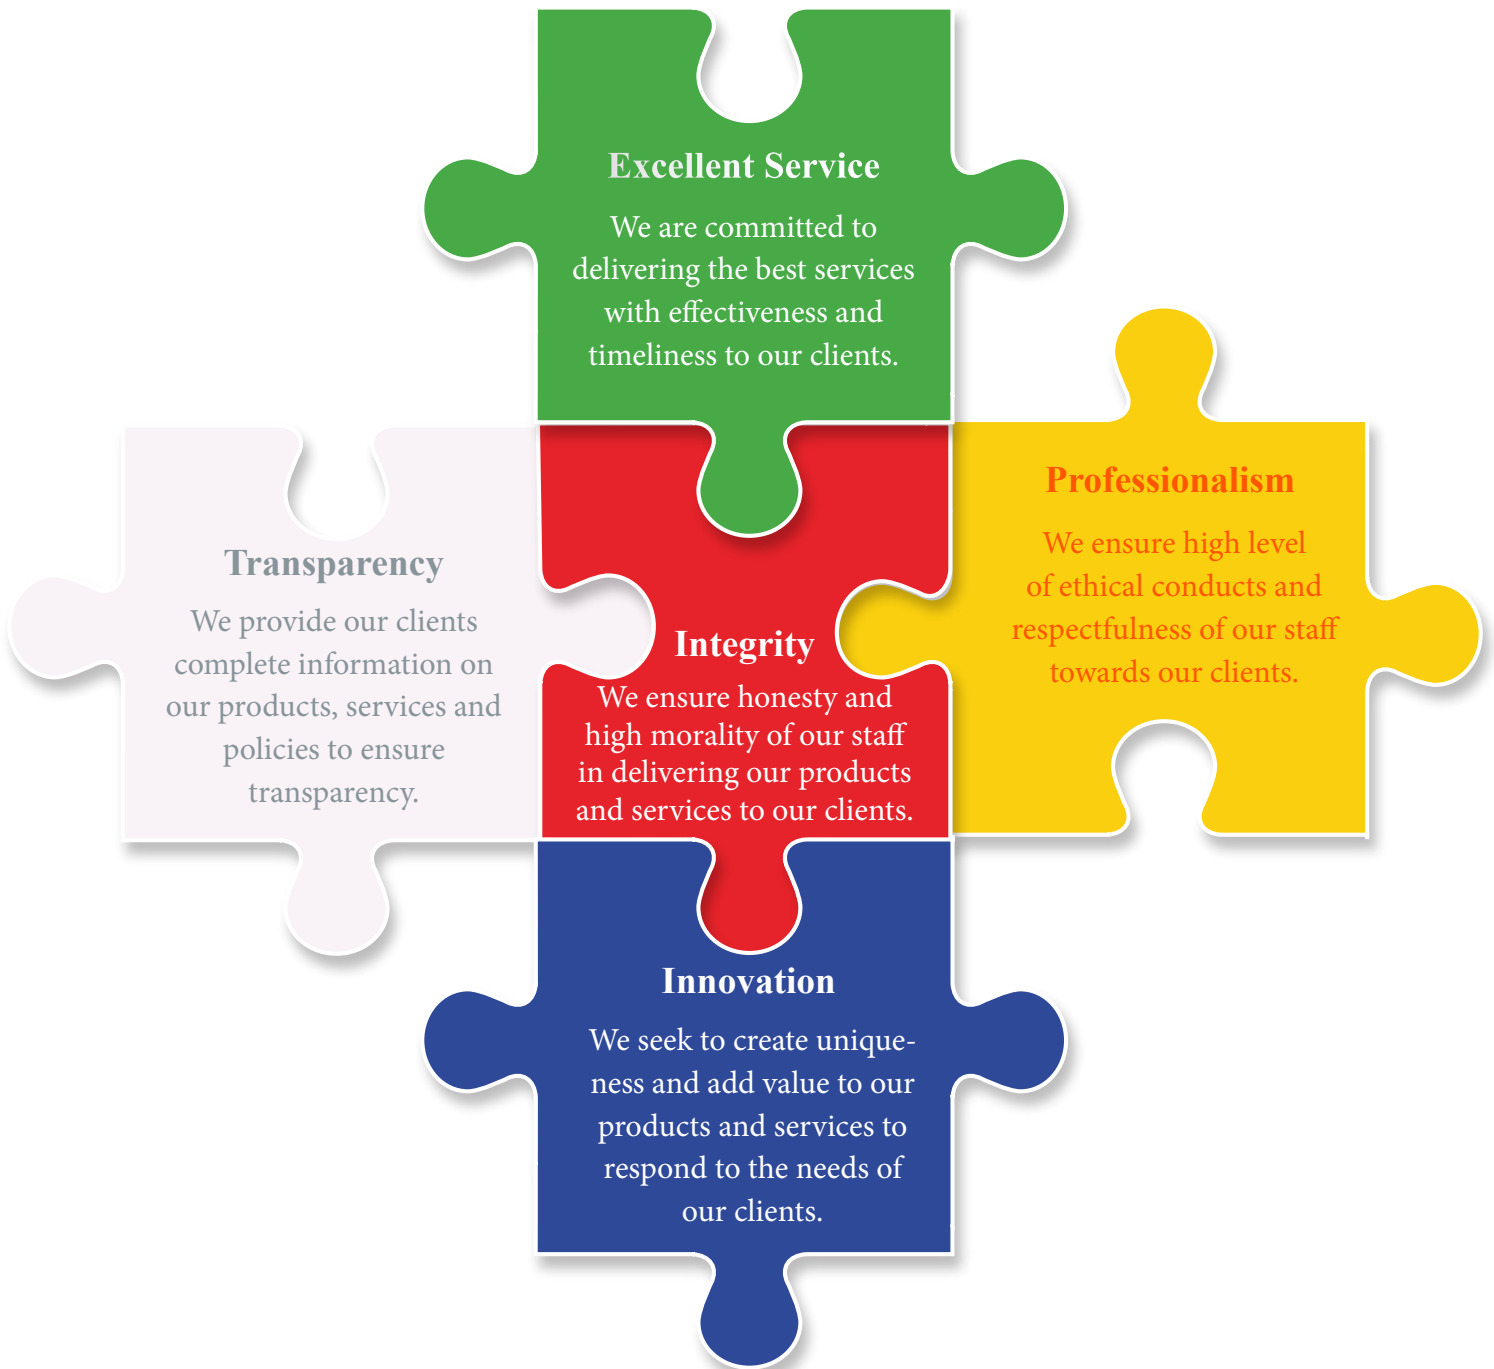 Excellent Service
We are committed to
delivering the best services
with effectiveness and
timeliness to our clients.
Transparency
We provide our clients
complete information on
our products, services and
policies to ensure
transparency.
Integrity
We ensure honesty and
high morality of our staff
in delivering our products
and services to our clients.
Professionalism
We ensure high level
of ethical conducts and
respectfulness of our staff
towards our clients.
Innovation
We seek to create unique-
ness and add value to our
products and services to
respond to the needs of
our clients.